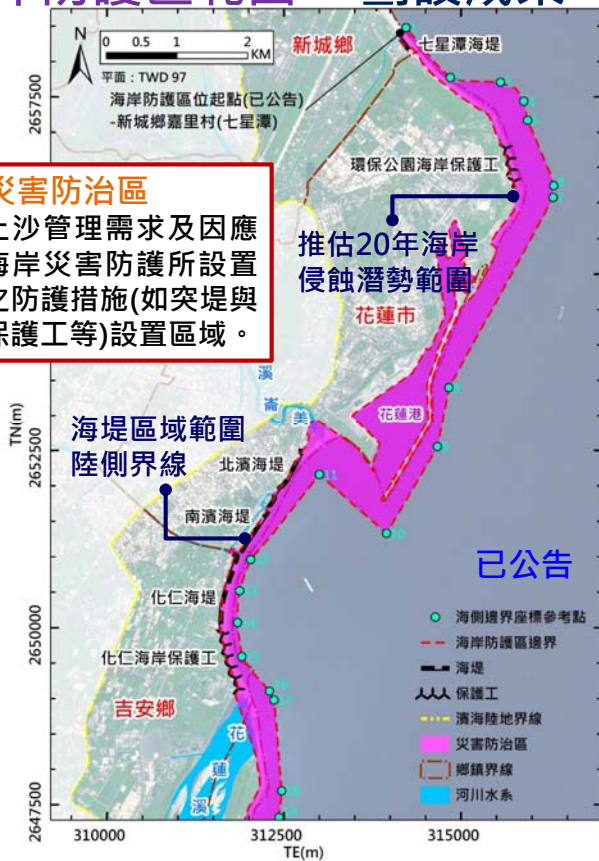 N
0 0.5 1 2
KM
平面：TWD 97
海岸防護區位起點(已公告)
-新城鄉嘉里村(七星潭)
新城鄉
七星潭海堤
環保公園海岸保護工
災害防治區
土沙管理需求及因應
海岸災害防護所設置
之防護措施(如突堤與
保護工等)設置區域。
推估20年海岸
侵蝕潛勢範圍
花蓮市
花蓮港
溪
崙
美
海堤區域範圍
陸側界線
北濱海堤
11
10
南濱海堤
化仁海堤
化仁海岸保護工
吉安鄉
花
蓮
溪
已公告
海側邊界座標參考點
海岸防護區邊界
海堤
保護工
濱海陸地界線
災害防治區
鄉鎮界線
河川水系
2657500
2652500
2650000
2647500
TN(m)
310000
312500
315000
TE(m)